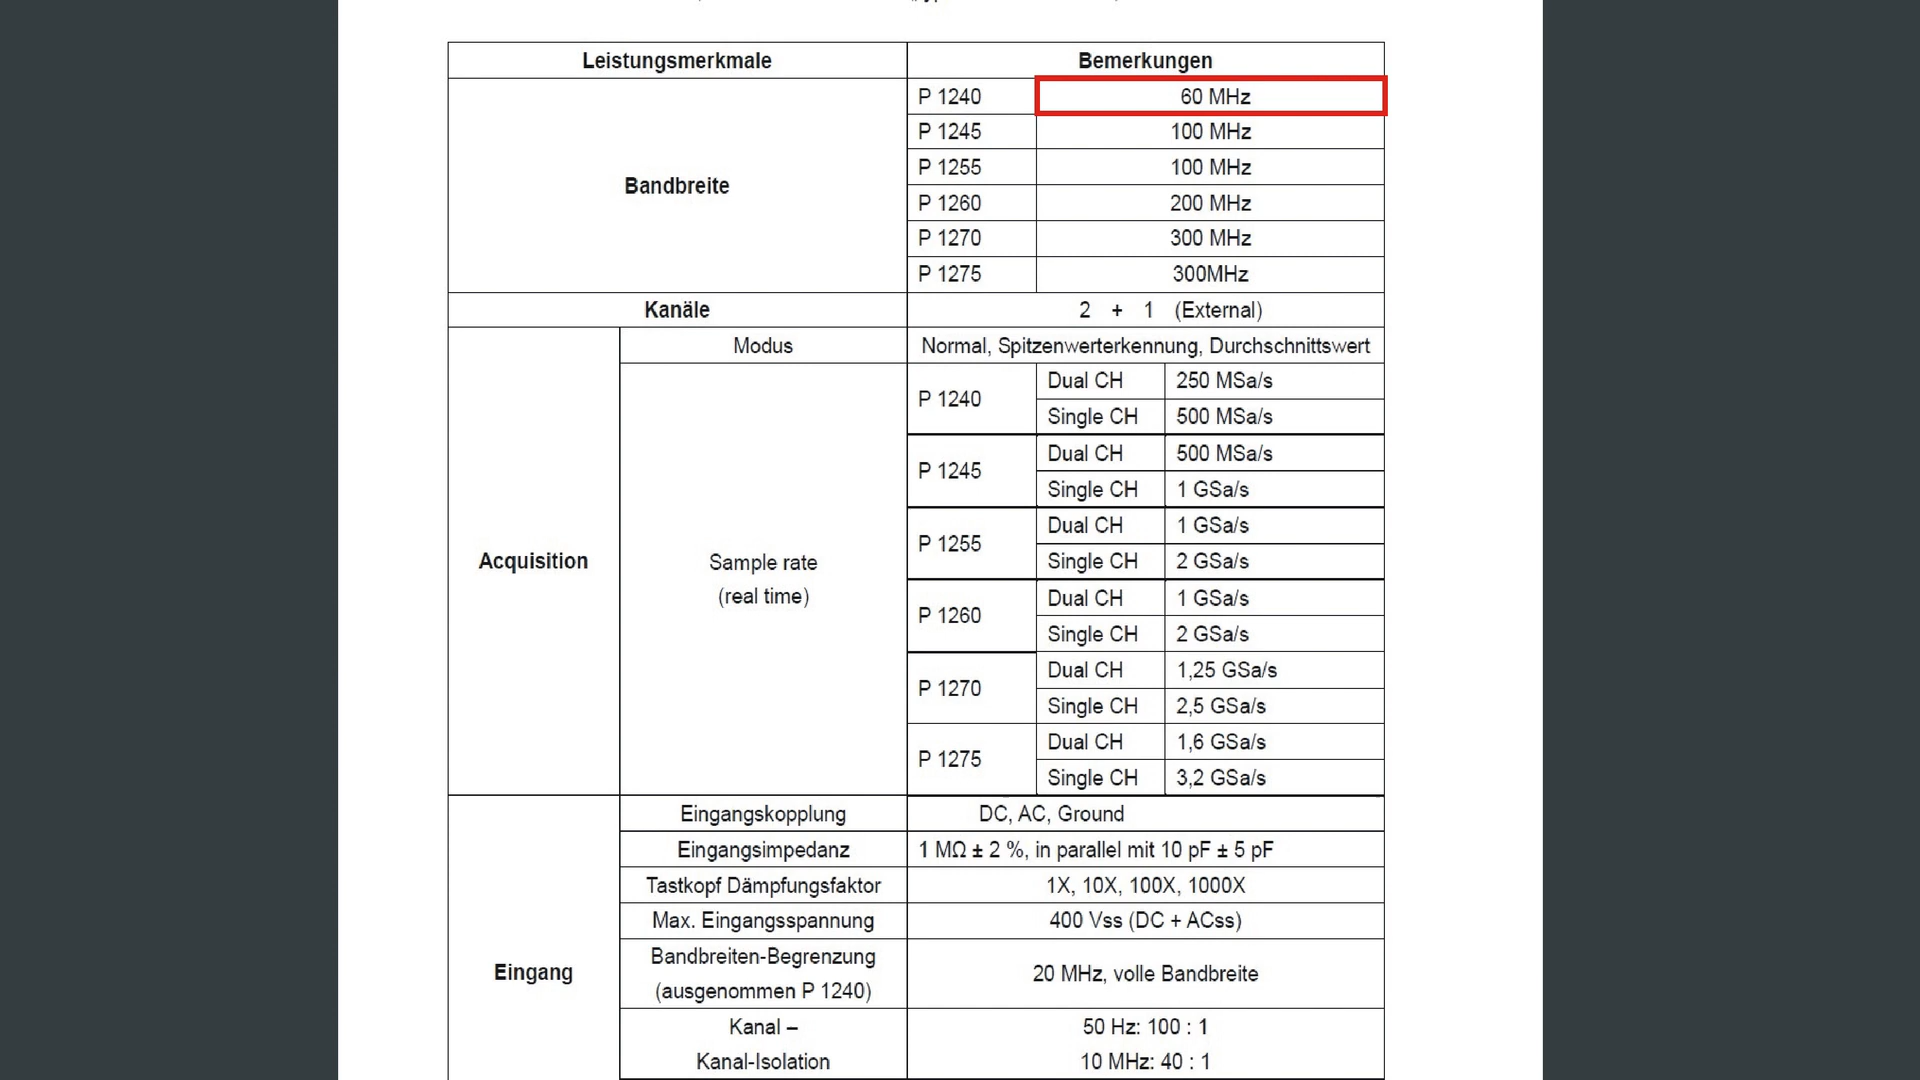 Leistungsmerkmale Bemerkungen
Bandbreite
P 1240 60 MHz
P 1245 100 MHz
P 1255 100 MHz
P 1260 200 MHz
P 1270 300 MHz
P 1275 300MHz
Kanäle 2 + 1 (External)
Acquisition
Modus Normal, Spitzenwerterkennung, Durchschnittswert
Sample rate
(real time)
P 1240
Dual CH 250 MSa/s
Single CH 500 MSa/s
P 1245
Dual CH 500 MSa/s
Single CH 1 GSa/s
P 1255
Dual CH 1 GSa/s
Single CH 2 GSa/s
P 1260
Dual CH 1 GSa/s
Single CH 2 GSa/s
P 1270
Dual CH 1,25 GSa/s
Single CH 2,5 GSa/s
P 1275
Dual CH 1,6 GSa/s
Single CH 3,2 GSa/s
Eingang
Eingangskopplung DC, AC, Ground
Eingangsimpedanz 1 MΩ ± 2 %, in parallel mit 10 pF ± 5 pF
Tastkopf Dämpfungsfaktor 1X, 10X, 100X, 1000X
Max. Eingangsspannung 400 Vss (DC + ACss)
Bandbreiten-Begrenzung
(ausgenommen P 1240)
20 MHz, volle Bandbreite
Kanal –
Kanal-Isolation
50 Hz: 100 : 1
10 MHz: 40 : 1